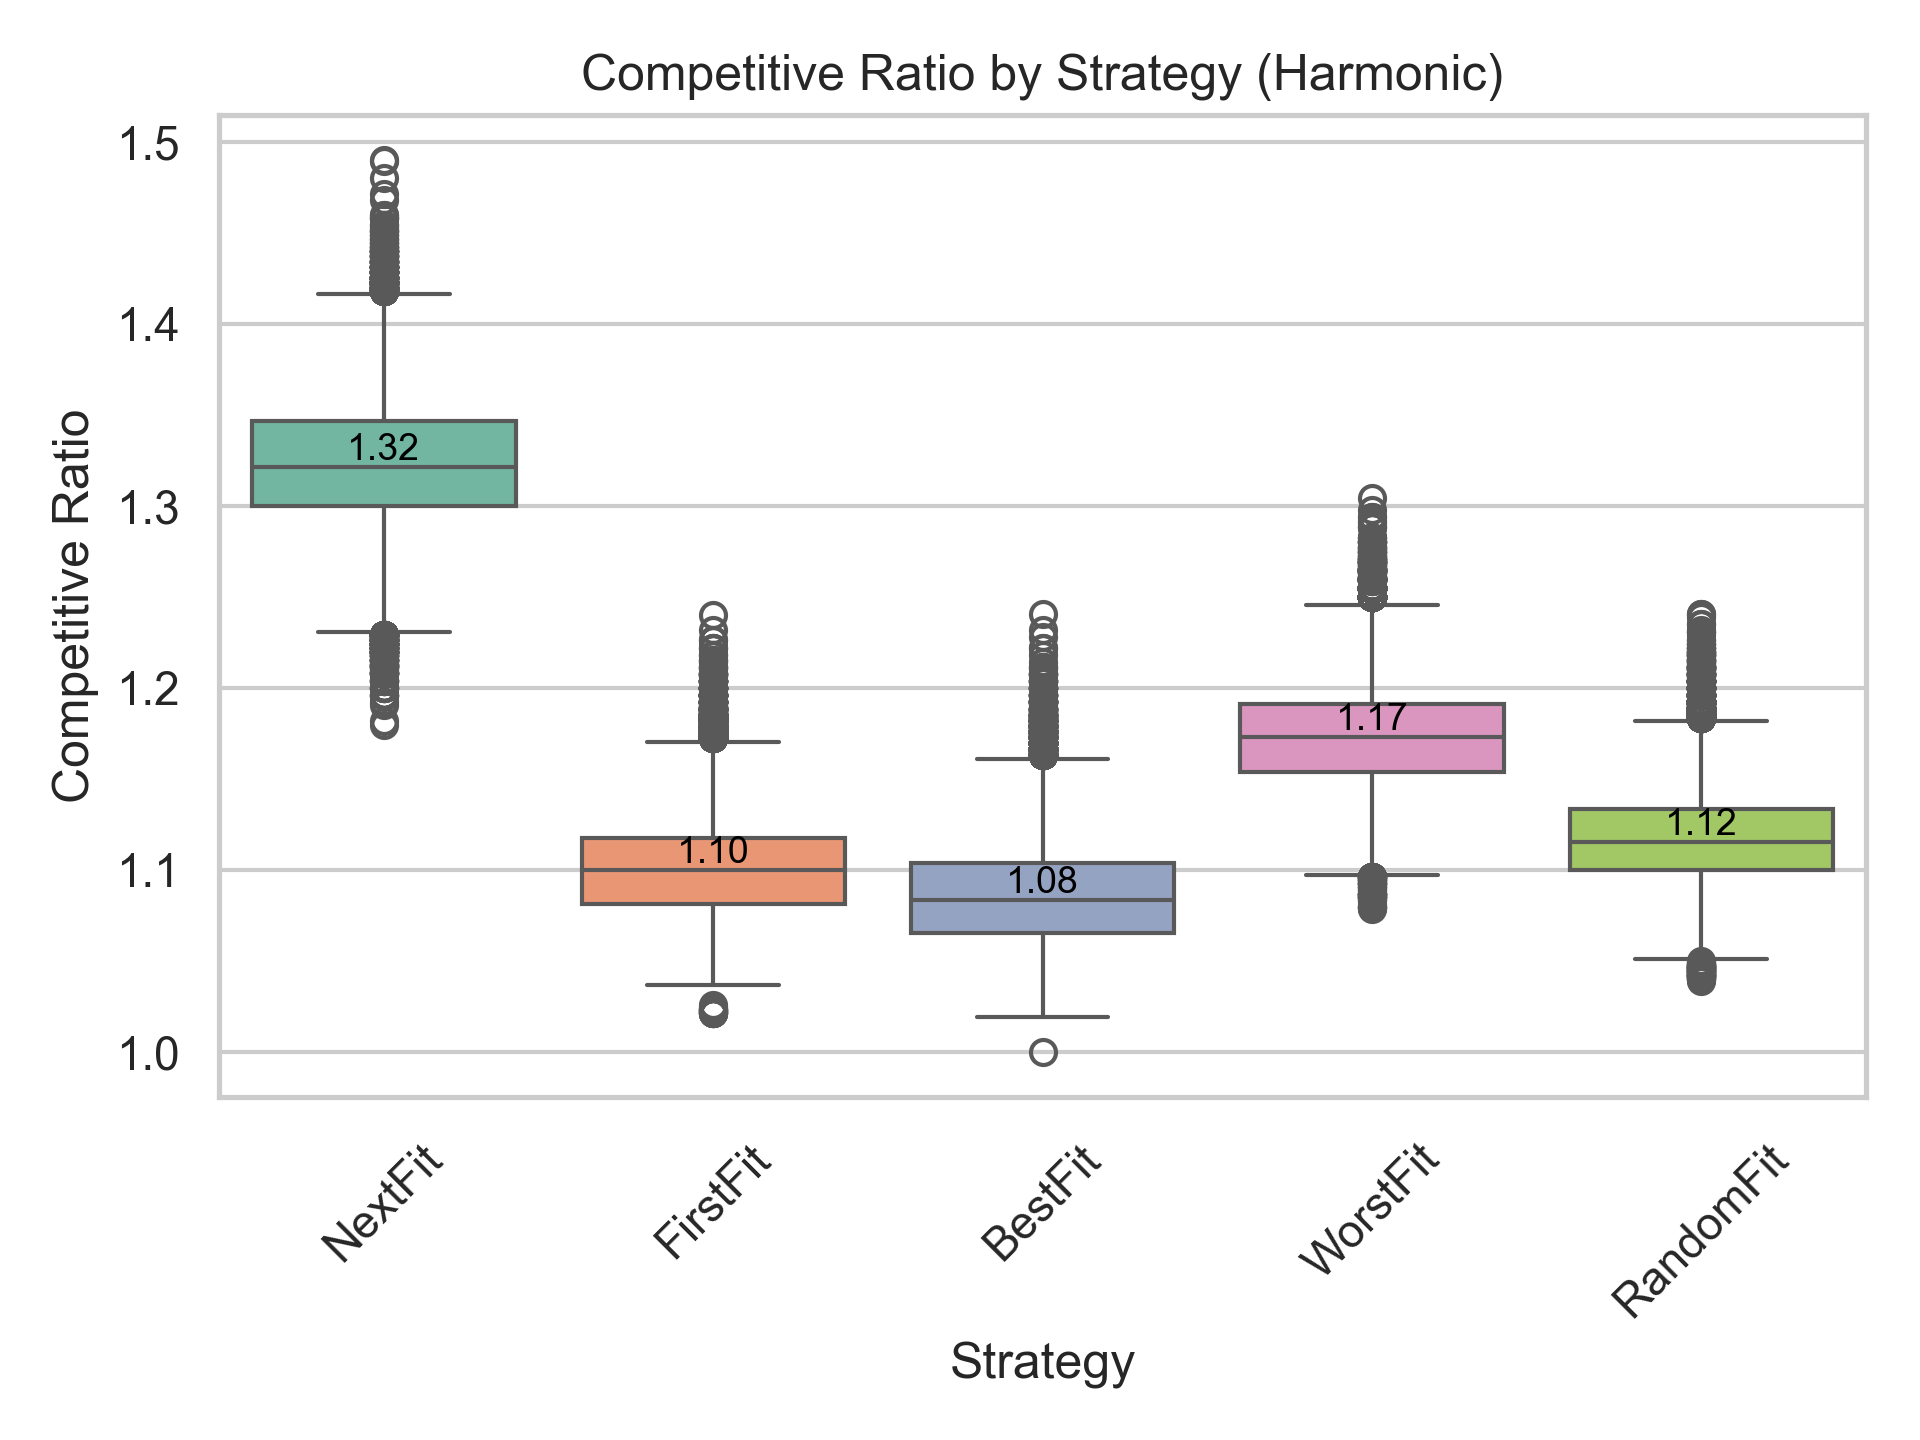 Competitive Ratio by Strategy (Harmonic)
Competitive Ratio
1.5
1.4
1.3
1.2
1.1
1.0
1.32
1.10
1.08
1.17
1.12
NextFit
FirstFit
BestFit
WorstFit
RandomFit
Strategy